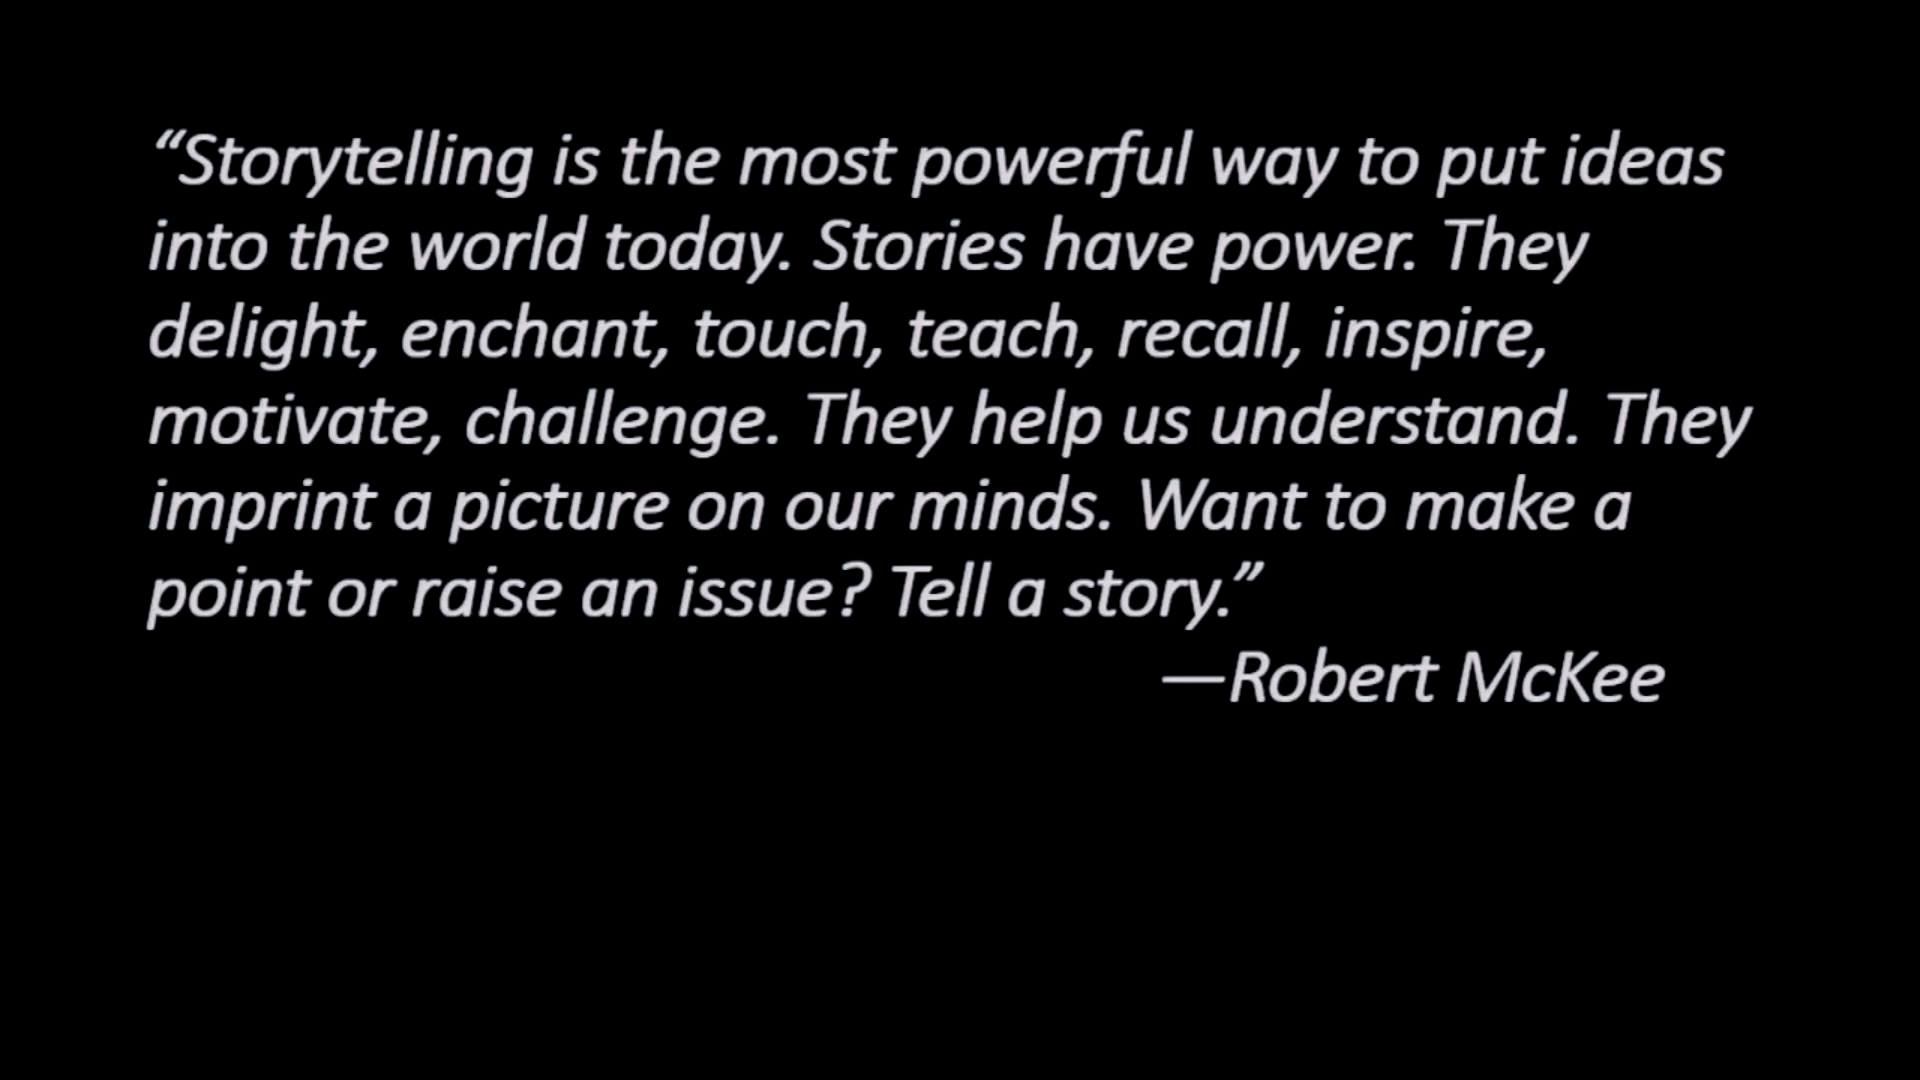 “Storytelling is the most powerful way to put ideas
into the world today. Stories have power. They
delight, enchant, touch, teach, recall, inspire,
motivate, challenge. They help us understand. They
imprint a picture on our minds. Want to make a
point or raise an issue? Tell a story.”
—Robert McKee